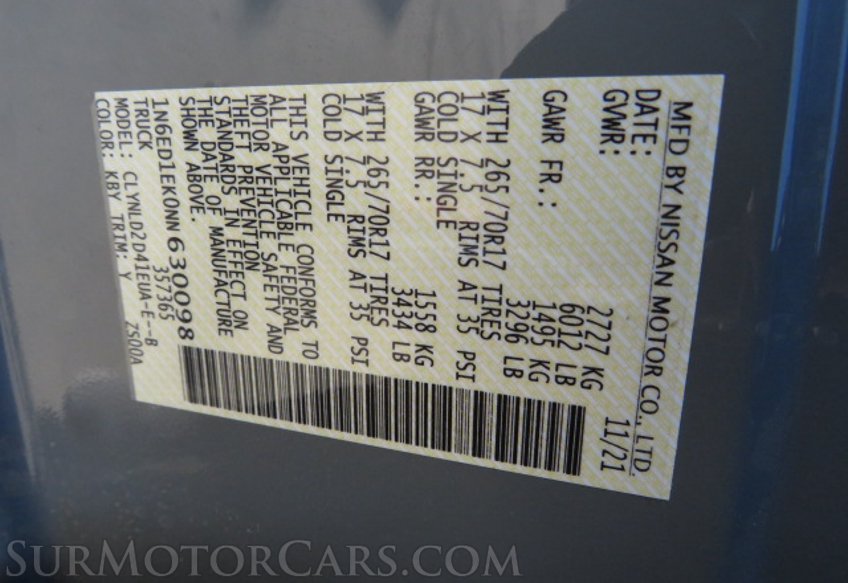 MFD BY NISSAN MOTOR CO., LTD.
DATE: 11/21
GVWR: 2727 KG
6012 LB
GAWR FR.: 1495 KG
3296 LB
WITH 265/70R17 TIRES
17 X 7.5 RIMS AT 35 PSI
COLD SINGLE
GAWR RR.: 1558 KG
3434 LB
WITH 265/70R17 TIRES
17 X 7.5 RIMS AT 35 PSI
COLD SINGLE
THIS VEHICLE CONFORMS TO
ALL APPLICABLE FEDERAL
MOTOR VEHICLE SAFETY AND
THEFT PREVENTION
STANDARDS IN EFFECT ON
THE DATE OF MANUFACTURE
SHOWN ABOVE.
1N6ED1EK0NN630098
TRUCK 357365
MODEL: CLYNLDZD41EUA-E--B
COLOR: KBY TRIM: Y Z500A
SURMOTORCARS.COM